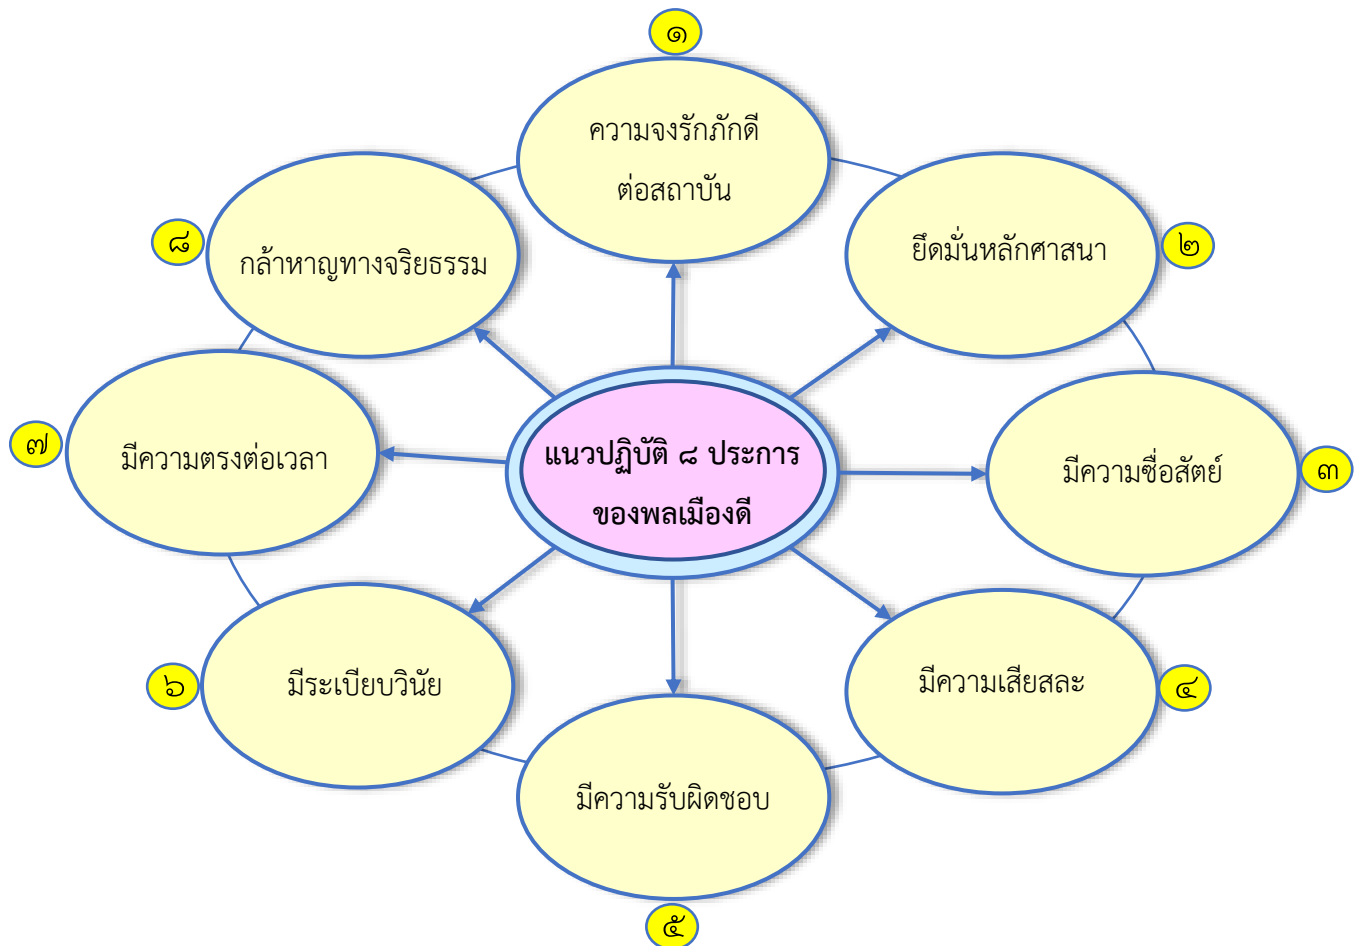 แนวปฏิบัติ ๘ ประการ
ของพลเมืองดี
๑
ความจงรักภักดี
ต่อสถาบัน
๒
ยึดมั่นหลักศาสนา
๓
มีความซื่อสัตย์
๔
มีความเสียสละ
๕
มีความรับผิดชอบ
๖
มีระเบียบวินัย
๗
มีความตรงต่อเวลา
๘
กล้าหาญทางจริยธรรม